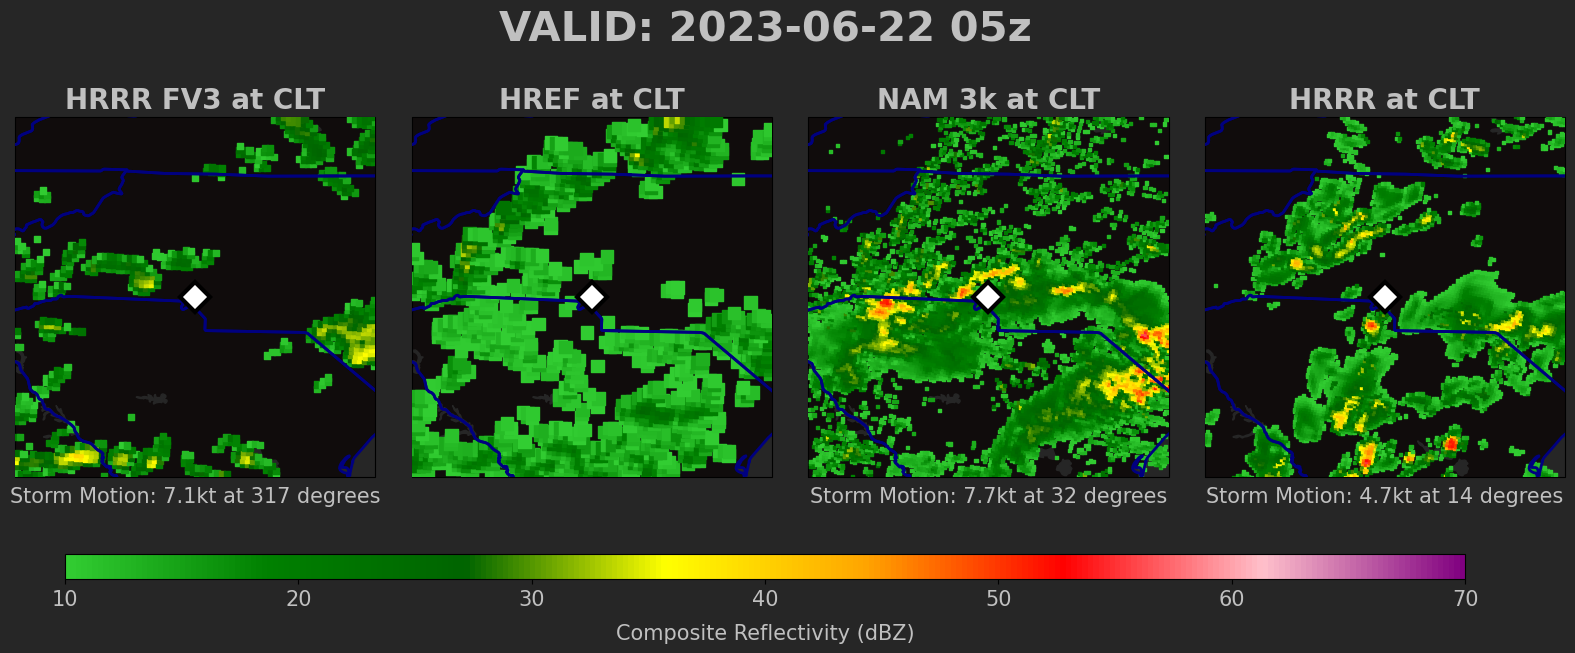 VALID: 2023-06-22 05z
HRRR FV3 at CLT
HREF at CLT
NAM 3k at CLT
HRRR at CLT
Storm Motion: 7.1kt at 317 degrees
Storm Motion: 7.7kt at 32 degrees
Storm Motion: 4.7kt at 14 degrees
10 20 30 40 50 60 70
Composite Reflectivity (dBZ)